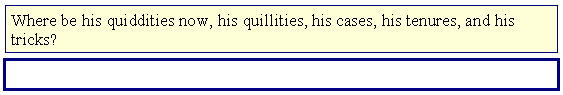 Where be his quiddities now, his quillities, his cases, his tenures, and his
tricks?